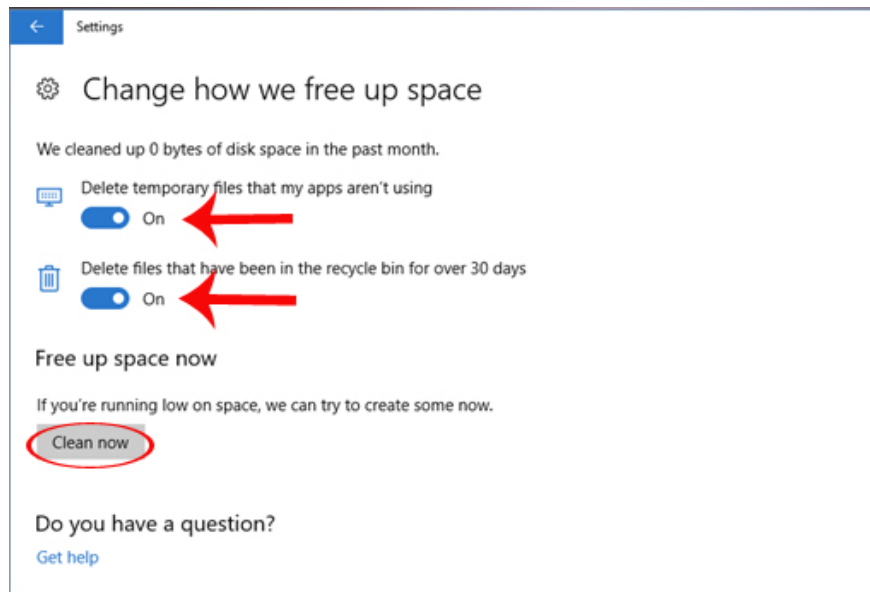 Settings
Change how we free up space
We cleaned up 0 bytes of disk space in the past month.
Delete temporary files that my apps aren't using
On
Delete files that have been in the recycle bin for over 30 days
On
Free up space now
If you're running low on space, we can try to create some now.
Clean now
Do you have a question?
Get help